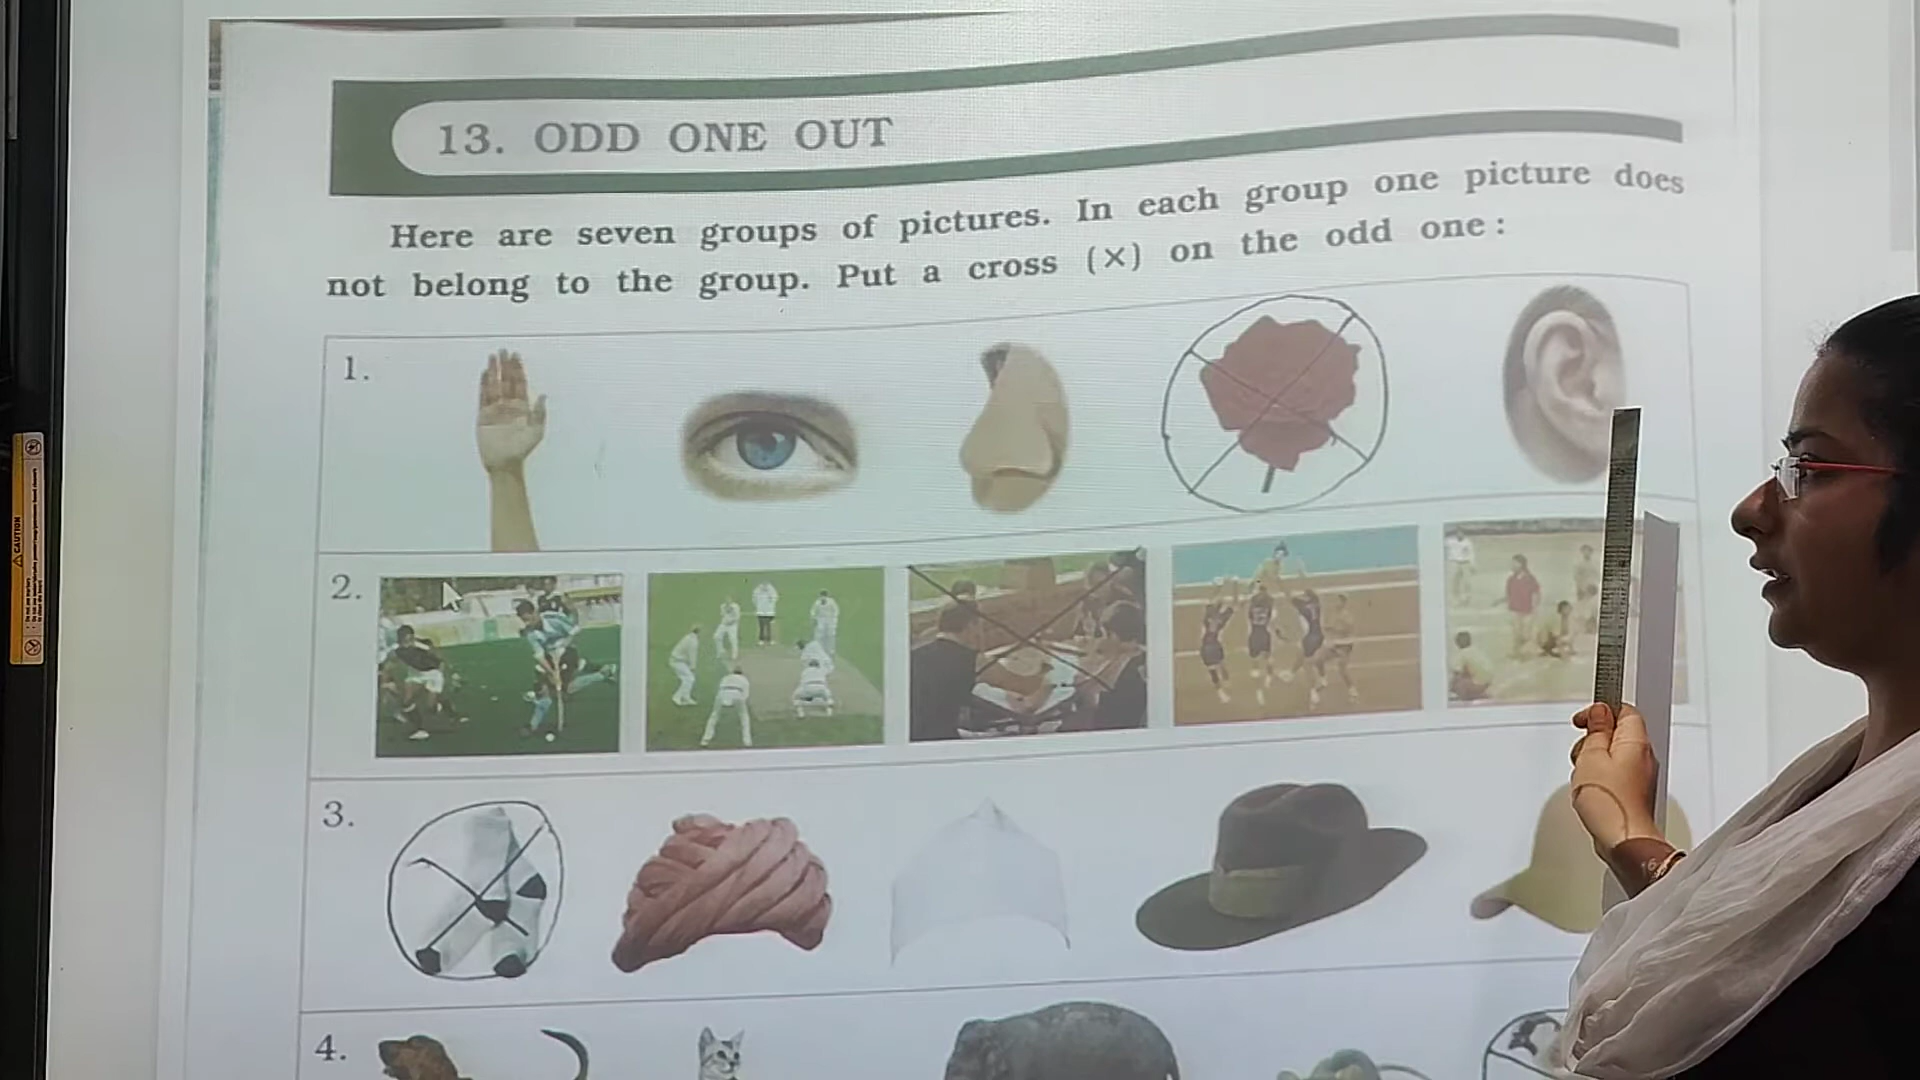 13. ODD ONE OUT
Here are seven groups of pictures. In each group one picture does
not belong to the group. Put a cross (×) on the odd one :
1.
2.
3.
4.
CAUTION